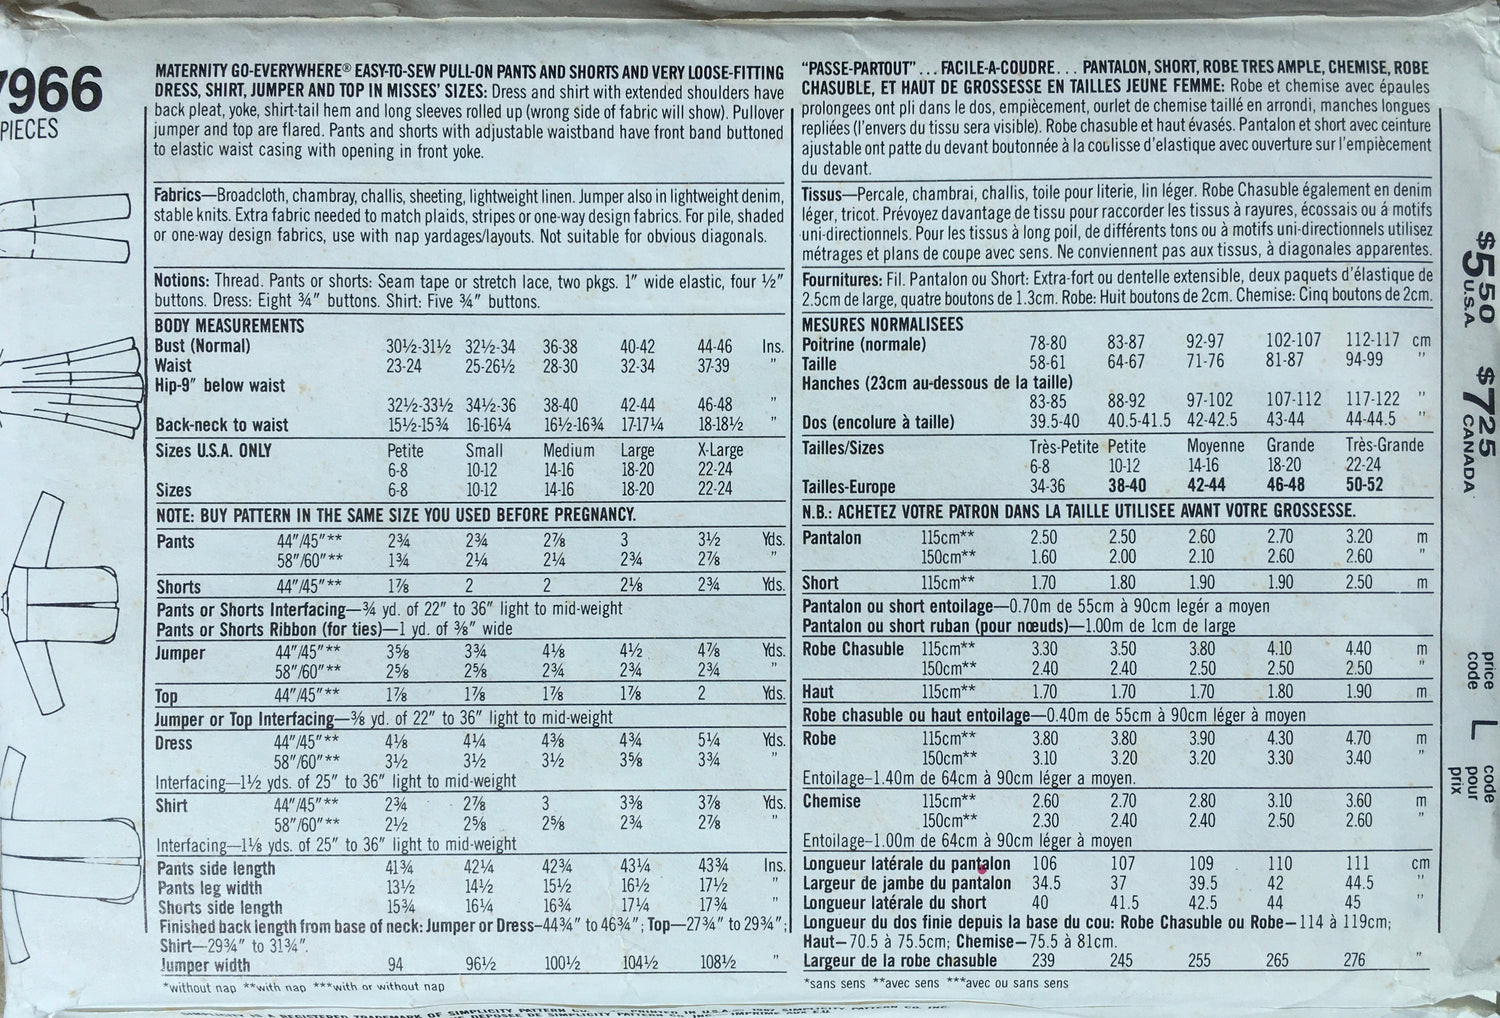 7966
PIECES
MATERNITY GO-EVERYWHERE® EASY-TO-SEW PULL-ON PANTS AND SHORTS AND VERY LOOSE-FITTING
DRESS, SHIRT, JUMPER AND TOP IN MISSES' SIZES: Dress and shirt with extended shoulders have
back pleat, yoke, shirt-tail hem and long sleeves rolled up (wrong side of fabric will show). Pullover
jumper and top are flared. Pants and shorts with adjustable waistband have front band buttoned
to elastic waist casing with opening in front yoke.
Fabrics—Broadcloth, chambray, challis, sheeting, lightweight linen. Jumper also in lightweight denim,
stable knits. Extra fabric needed to match plaids, stripes or one-way design fabrics. For pile, shaded
or one-way design fabrics, use with nap yardages/layouts. Not suitable for obvious diagonals.
Notions: Thread. Pants or shorts: Seam tape or stretch lace, two pkgs. 1" wide elastic, four ½"
buttons. Dress: Eight ¾" buttons. Shirt: Five ¾" buttons.
BODY MEASUREMENTS
Bust (Normal) 30½-31½ 32½-34 36-38 40-42 44-46 Ins.
Waist 23-24 25-26½ 28-30 32-34 37-39 "
Hip-9" below waist
32½-33½ 34½-36 38-40 42-44 46-48 "
Back-neck to waist 15½-15¾ 16-16¼ 16½-16¾ 17-17¼ 18-18½ "
Sizes U.S.A. ONLY Petite Small Medium Large X-Large
6-8 10-12 14-16 18-20 22-24
Sizes 6-8 10-12 14-16 18-20 22-24
NOTE: BUY PATTERN IN THE SAME SIZE YOU USED BEFORE PREGNANCY.
Pants 44"/45"** 2¾ 2¾ 2⅞ 3 3½ Yds.
58"/60"** 1¾ 2¼ 2¼ 2¾ 2⅞ "
Shorts 44"/45"** 1⅞ 2 2 2⅛ 2¾ Yds.
Pants or Shorts Interfacing—¾ yd. of 22" to 36" light to mid-weight
Pants or Shorts Ribbon (for ties)—1 yd. of ⅜" wide
Jumper 44"/45"** 3⅝ 3¾ 4⅛ 4½ 4⅞ Yds.
58"/60"** 2⅝ 2⅝ 2¾ 2¾ 2¾ "
Top 44"/45"** 1⅞ 1⅞ 1⅞ 1⅞ 2 Yds.
Jumper or Top Interfacing—⅜ yd. of 22" to 36" light to mid-weight
Dress 44"/45"** 4⅛ 4¼ 4⅜ 4¾ 5¼ Yds.
58"/60"** 3½ 3½ 3½ 3⅝ 3¾ "
Interfacing—1½ yds. of 25" to 36" light to mid-weight
Shirt 44"/45"** 2¾ 2⅞ 3 3⅜ 3⅞ Yds.
58"/60"** 2½ 2⅝ 2⅝ 2¾ 2⅞ "
Interfacing—1⅛ yds. of 25" to 36" light to mid-weight
Pants side length 41¾ 42¼ 42¾ 43¼ 43¾ Ins.
Pants leg width 13½ 14½ 15½ 16½ 17½ "
Shorts side length 15¾ 16¼ 16¾ 17¼ 17¾ "
Finished back length from base of neck: Jumper or Dress–44¾" to 46¾"; Top—27¾" to 29¾";
Shirt—29¾" to 31¾".
Jumper width 94 96½ 100½ 104½ 108½ "
*without nap **with nap ***with or without nap
"PASSE-PARTOUT"... FACILE-A-COUDRE... PANTALON, SHORT, ROBE TRES AMPLE, CHEMISE, ROBE
CHASUBLE, ET HAUT DE GROSSESSE EN TAILLES JEUNE FEMME: Robe et chemise avec épaules
prolongees ont pli dans le dos, empiècement, ourlet de chemise taillé en arrondi, manches longues
repliées (l'envers du tissu sera visible). Robe chasuble et haut évasés. Pantalon et short avec ceinture
ajustable ont patte du devant boutonnée à la coulisse d'elastique avec ouverture sur l'empiècement
du devant.
Tissus—Percale, chambrai, challis, toile pour literie, lin léger. Robe Chasuble également en denim
léger, tricot. Prévoyez davantage de tissu pour raccorder les tissus à rayures, écossais ou á motifs
uni-directionnels. Pour les tissus à long poil, de différents tons ou à motifs uni-directionnels utilisez
métrages et plans de coupe avec sens. Ne conviennent pas aux tissus, à diagonales apparentes.
Fournitures: Fil. Pantalon ou Short: Extra-fort ou dentelle extensible, deux paquets d'élastique de
2.5cm de large, quatre boutons de 1.3cm. Robe: Huit boutons de 2cm. Chemise: Cinq boutons de 2cm.
MESURES NORMALISEES
Poitrine (normale) 78-80 83-87 92-97 102-107 112-117 cm
Taille 58-61 64-67 71-76 81-87 94-99 "
Hanches (23cm au-dessous de la taille)
83-85 88-92 97-102 107-112 117-122 "
Dos (encolure à taille) 39.5-40 40.5-41.5 42-42.5 43-44 44-44.5 "
Tailles/Sizes Très-Petite Petite Moyenne Grande Très-Grande
6-8 10-12 14-16 18-20 22-24
Tailles-Europe 34-36 38-40 42-44 46-48 50-52
N.B.: ACHETEZ VOTRE PATRON DANS LA TAILLE UTILISEE AVANT VOTRE GROSSESSE.
Pantalon 115cm** 2.50 2.50 2.60 2.70 3.20 m
150cm** 1.60 2.00 2.10 2.60 2.60 "
Short 115cm** 1.70 1.80 1.90 1.90 2.50 m
Pantalon ou short entoilage—0.70m de 55cm à 90cm legér a moyen
Pantalon ou short ruban (pour nœuds)—1.00m de 1cm de large
Robe Chasuble 115cm** 3.30 3.50 3.80 4.10 4.40 m
150cm** 2.40 2.40 2.50 2.50 2.50 "
Haut 115cm** 1.70 1.70 1.70 1.80 1.90 m
Robe chasuble ou haut entoilage—0.40m de 55cm à 90cm léger à moyen
Robe 115cm** 3.80 3.80 3.90 4.30 4.70 m
150cm** 3.10 3.20 3.20 3.30 3.40 "
Entoilage-1.40m de 64cm à 90cm léger a moyen.
Chemise 115cm** 2.60 2.70 2.80 3.10 3.60 m
150cm** 2.30 2.40 2.40 2.50 2.60 "
Entoilage-1.00m de 64cm à 90cm léger à moyen
Longueur latérale du pantalon 106 107 109 110 111 cm
Largeur de jambe du pantalon 34.5 37 39.5 42 44.5 "
Longueur latérale du short 40 41.5 42.5 44 45 "
Longueur du dos finie depuis la base du cou: Robe Chasuble ou Robe–114 à 119cm;
Haut—70.5 à 75.5cm; Chemise—75.5 à 81cm.
Largeur de la robe chasuble 239 245 255 265 276 "
*sans sens **avec sens ***avec ou sans sens
$5.50 U.S.A.
$7.25 CANADA
price code L code pour prix
SIMPLICITY IS A REGISTERED TRADEMARK OF SIMPLICITY PATTERN CO.